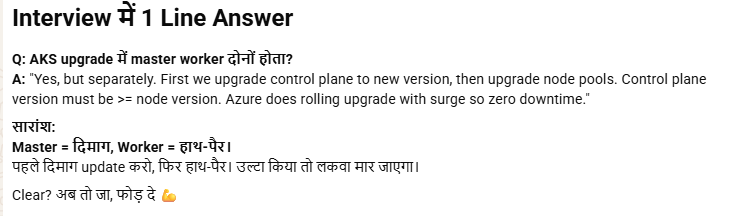 Interview में 1 Line Answer
Q: AKS upgrade में master worker दोनों होता?
A: "Yes, but separately. First we upgrade control plane to new version, then upgrade node pools. Control plane
version must be >= node version. Azure does rolling upgrade with surge so zero downtime."
सारांश:
Master = दिमाग, Worker = हाथ-पैर।
पहले दिमाग update करो, फिर हाथ-पैर। उल्टा किया तो लकवा मार जाएगा।
Clear? अब तो जा, फोड़ दे 💪